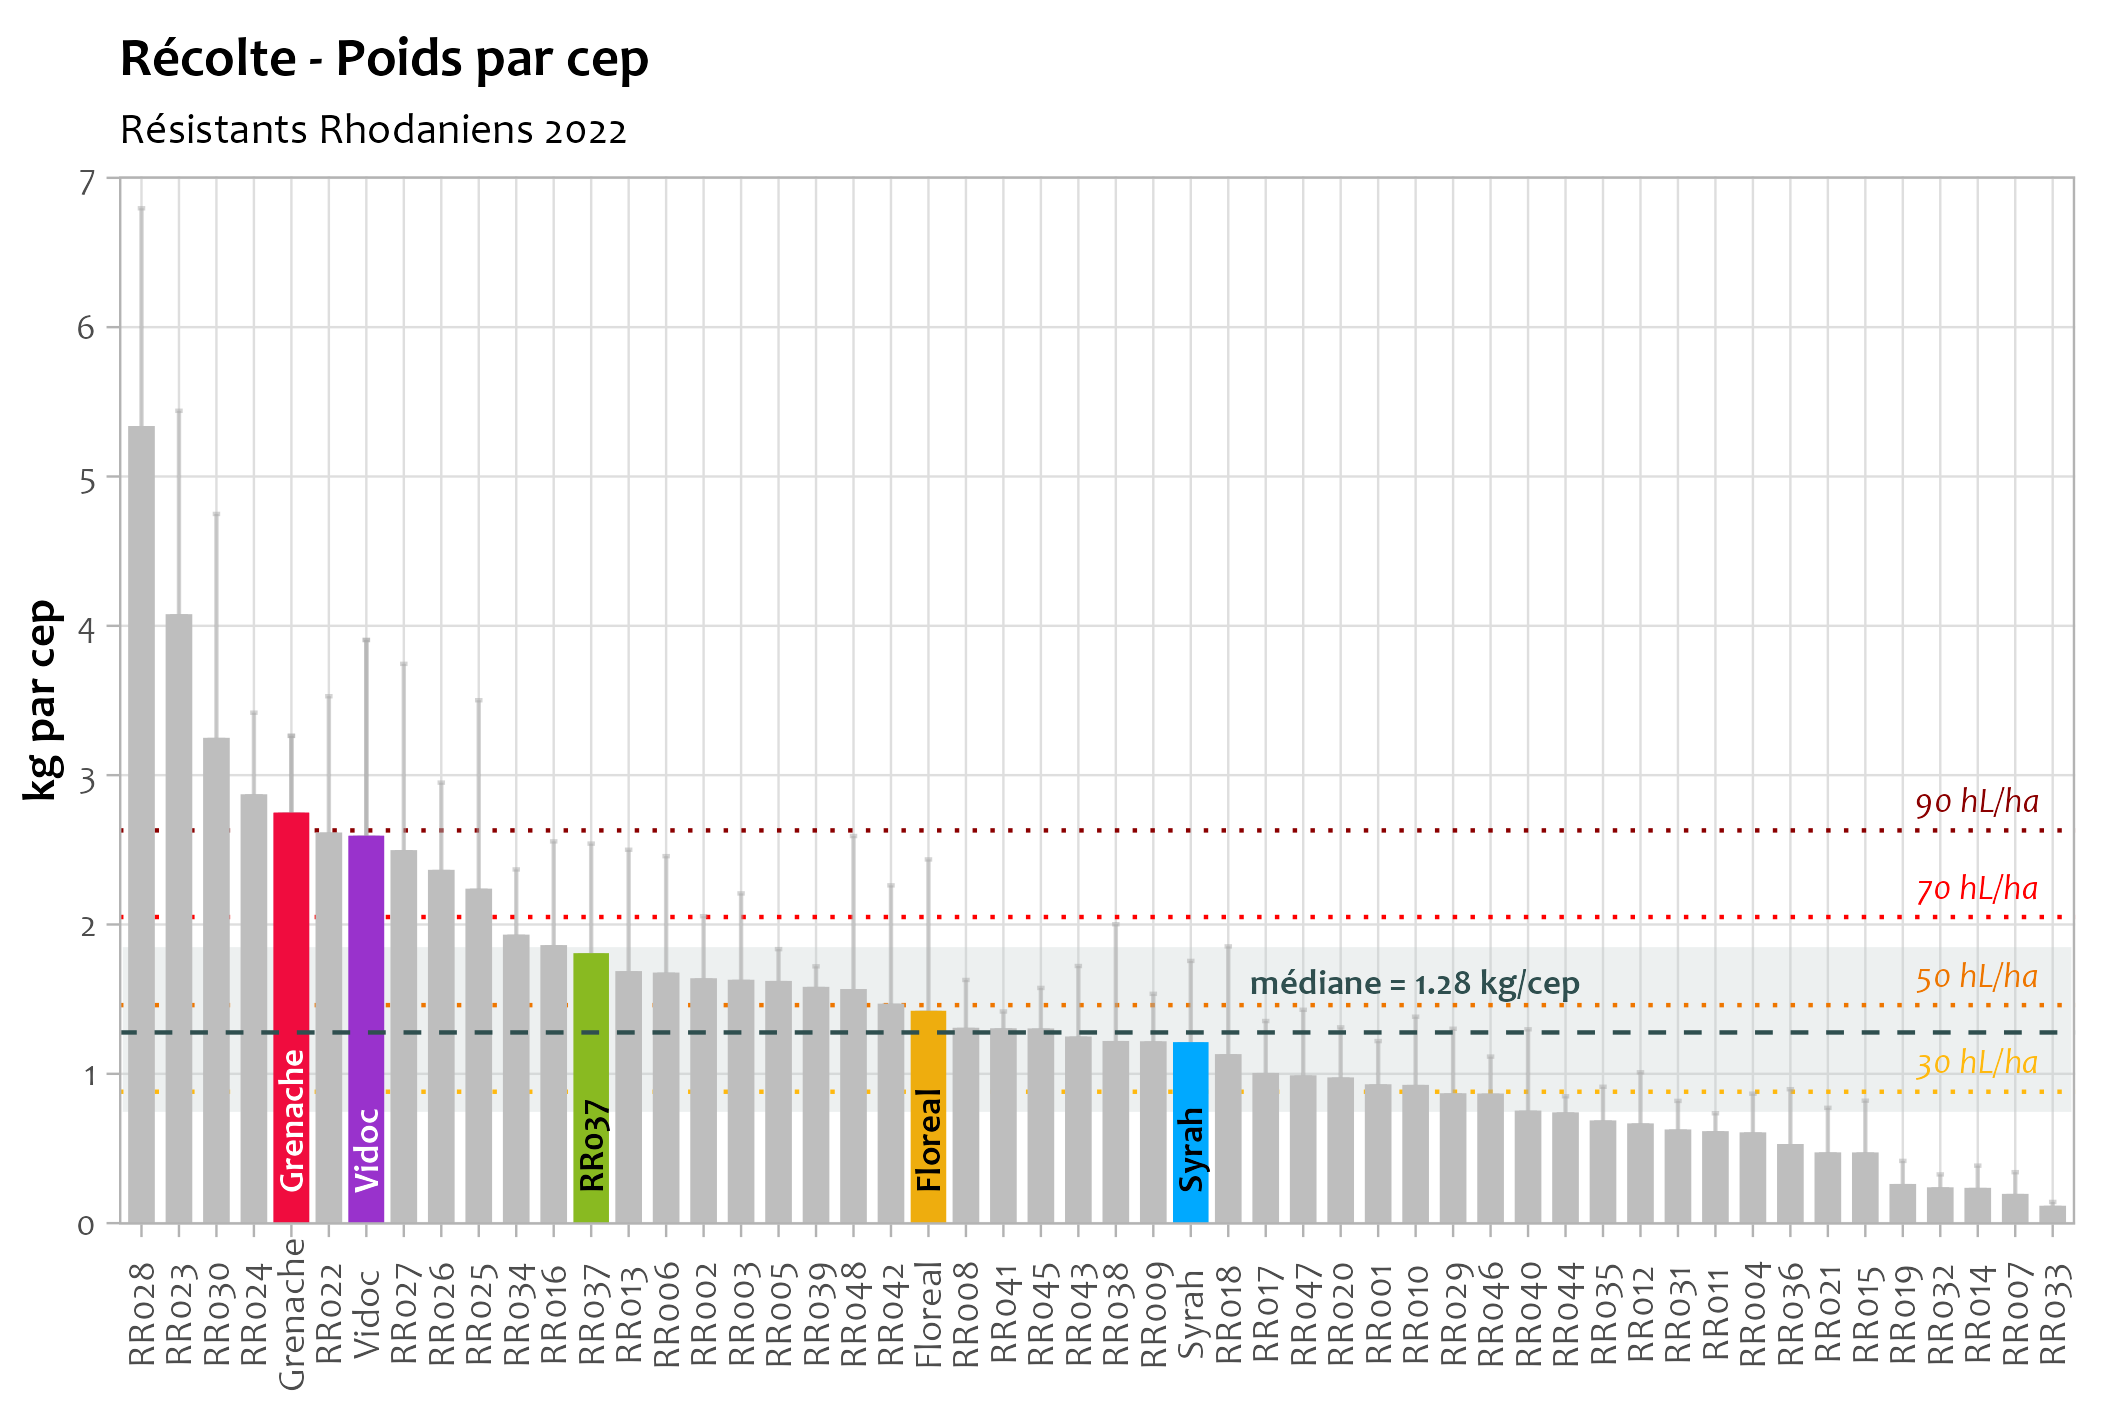 Récolte - Poids par cep
Résistants Rhodaniens 2022
kg par cep
7
6
5
4
3
2
1
0
90 hL/ha
70 hL/ha
50 hL/ha
30 hL/ha
médiane = 1.28 kg/cep
Grenache
Vidoc
RR037
Floreal
Syrah
RR028
RR023
RR030
RR024
Grenache
RR022
Vidoc
RR027
RR026
RR025
RR034
RR016
RR037
RR013
RR006
RR002
RR003
RR005
RR039
RR048
RR042
Floreal
RR008
RR041
RR045
RR043
RR038
RR009
Syrah
RR018
RR017
RR047
RR020
RR001
RR010
RR029
RR046
RR040
RR044
RR035
RR012
RR031
RR011
RR004
RR036
RR021
RR015
RR019
RR032
RR014
RR007
RR033